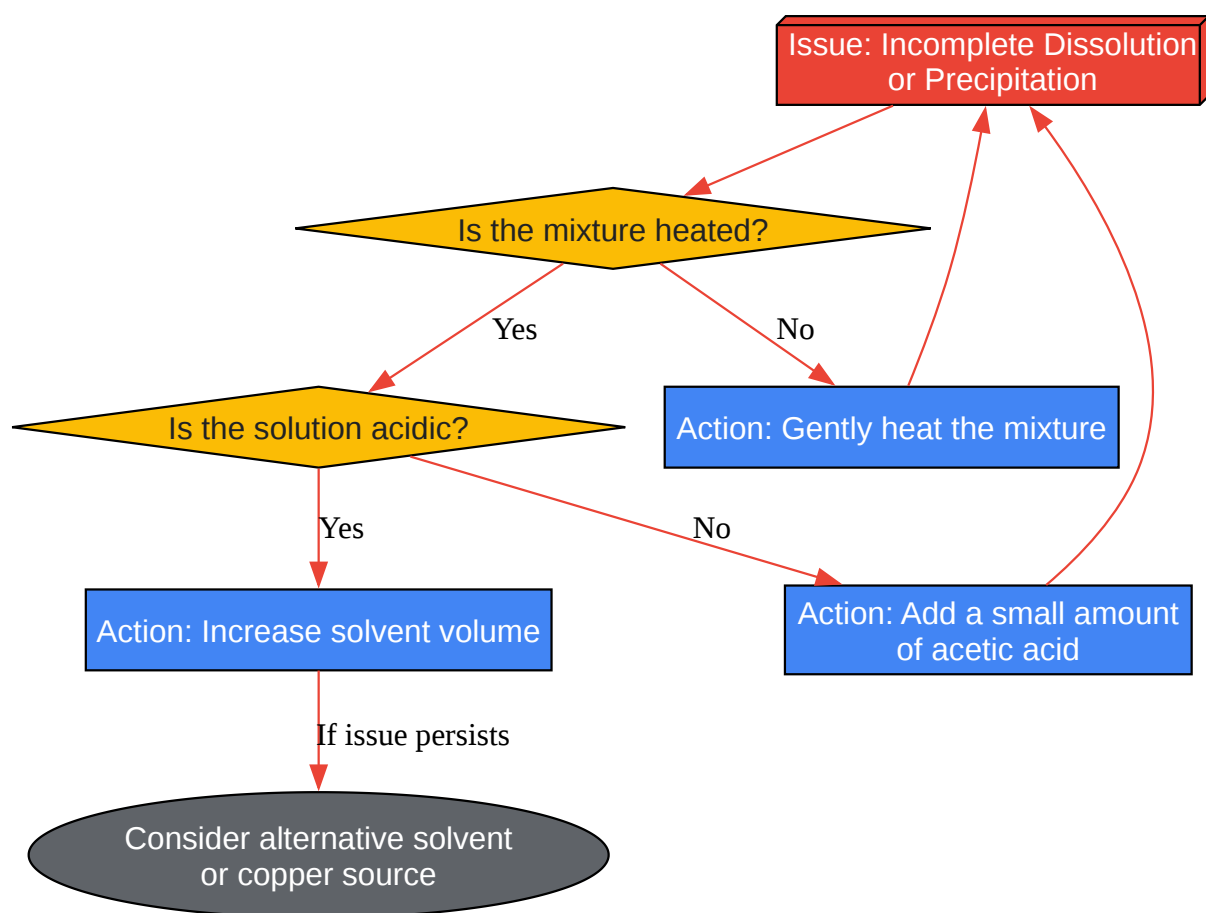 Issue: Incomplete Dissolution
or Precipitation
Is the mixture heated?
Yes
No
Is the solution acidic?
Action: Gently heat the mixture
Yes
No
Action: Increase solvent volume
Action: Add a small amount
of acetic acid
If issue persists
Consider alternative solvent
or copper source